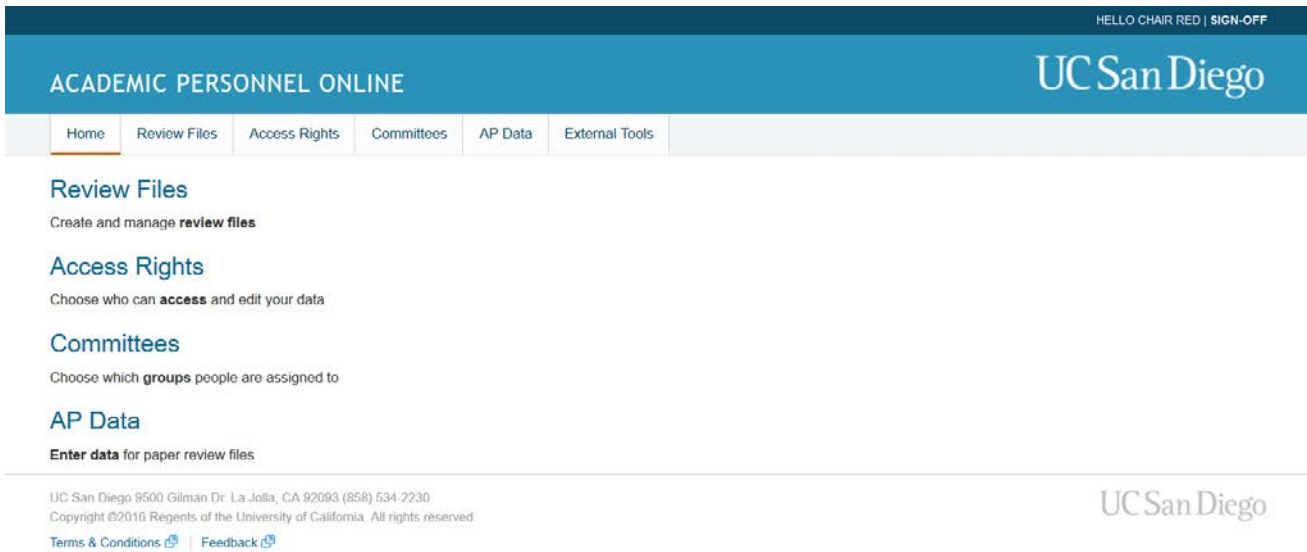 HELLO CHAIR RED | SIGN-OFF
ACADEMIC PERSONNEL ONLINE
UC San Diego
Home Review Files Access Rights Committees AP Data External Tools
Review Files
Create and manage review files
Access Rights
Choose who can access and edit your data
Committees
Choose which groups people are assigned to
AP Data
Enter data for paper review files
UC San Diego 9500 Gilman Dr. La Jolla, CA 92093 (858) 534-2230
UC San Diego
Copyright ©2016 Regents of the University of California. All rights reserved.
Terms & Conditions | Feedback